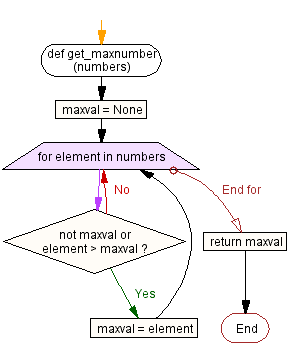 def get_maxnumber
(numbers)
maxval = None
for element in numbers
No
End for
not maxval or
element > maxval ?
return maxval
Yes
maxval = element
End